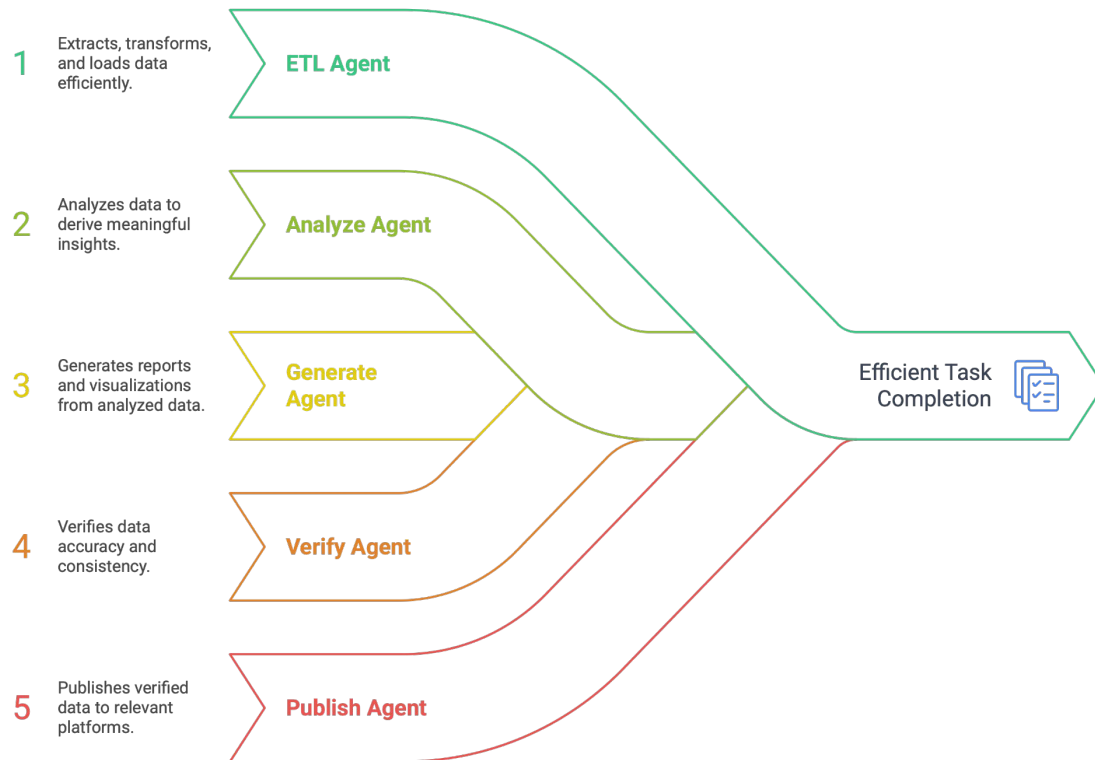 1
Extracts, transforms,
and loads data
efficiently.
ETL Agent
2
Analyzes data to
derive meaningful
insights.
Analyze Agent
3
Generates reports
and visualizations
from analyzed data.
Generate
Agent
Efficient Task
Completion
4
Verifies data
accuracy and
consistency.
Verify Agent
5
Publishes verified
data to relevant
platforms.
Publish Agent